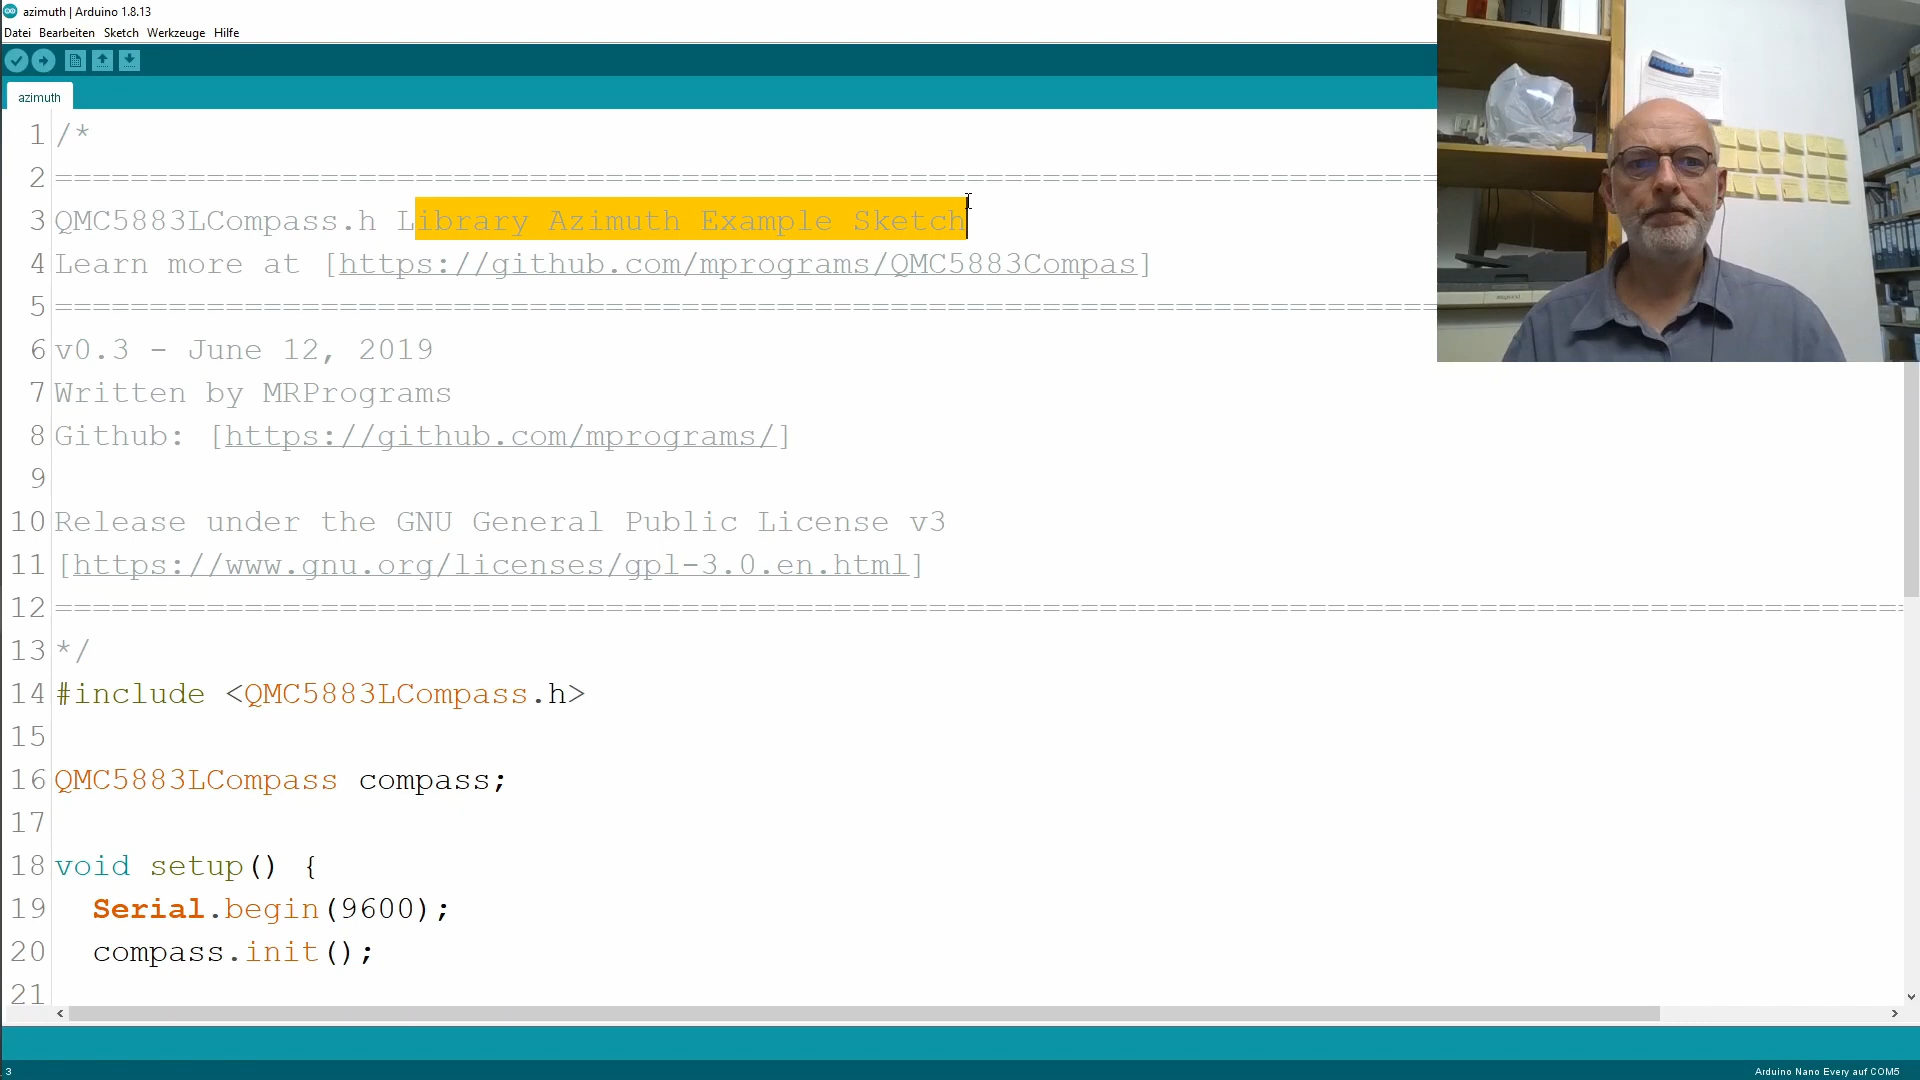 azimuth | Arduino 1.8.13
Datei Bearbeiten Sketch Werkzeuge Hilfe
azimuth
1 /*
2 ==========================================================================
3 QMC5883LCompass.h Library Azimuth Example Sketch
4 Learn more at [https://github.com/mprograms/QMC5883Compas]
5 ==========================================================================
6 v0.3 - June 12, 2019
7 Written by MRPrograms
8 Github: [https://github.com/mprograms/]
9
10 Release under the GNU General Public License v3
11 [https://www.gnu.org/licenses/gpl-3.0.en.html]
12 ==================================================================================================
13 */
14 #include <QMC5883LCompass.h>
15
16 QMC5883LCompass compass;
17
18 void setup() {
19 Serial.begin(9600);
20 compass.init();
21
3
Arduino Nano Every auf COM5